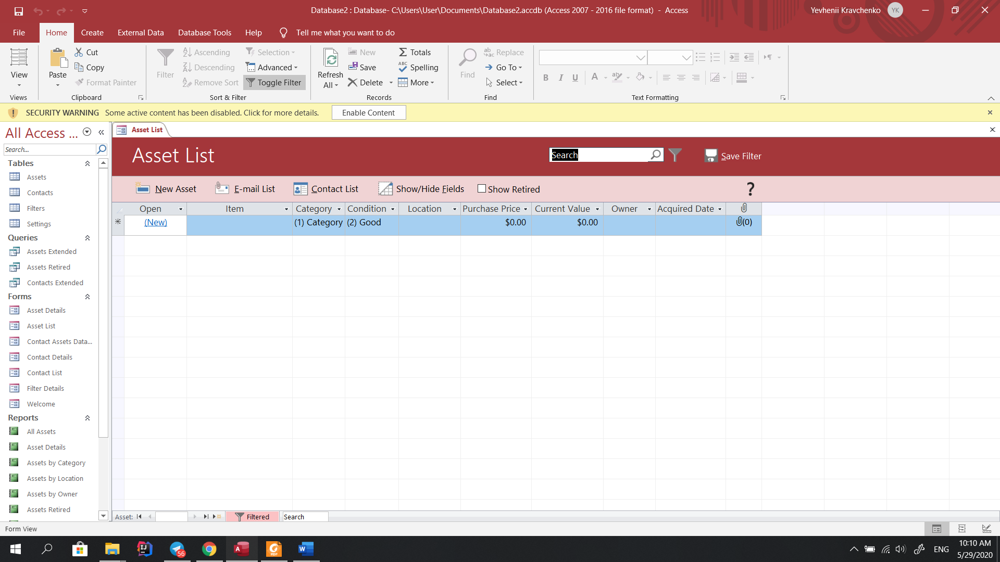 Database2 : Database- C:\Users\User\Documents\Database2.accdb (Access 2007 - 2016 file format) - Access
Yevhenii Kravchenko YK
File Home Create External Data Database Tools Help Tell me what you want to do
View
Views
Paste
Cut
Copy
Format Painter
Clipboard
Filter
Ascending
Descending
Remove Sort
Selection
Advanced
Toggle Filter
Sort & Filter
Refresh
All
New
Save
Delete
Totals
Spelling
More
Records
Find
Replace
Go To
Select
Find
B I U A
Text Formatting
SECURITY WARNING Some active content has been disabled. Click for more details. Enable Content
All Access ...
Search...
Tables
Assets
Contacts
Filters
Settings
Queries
Assets Extended
Assets Retired
Contacts Extended
Forms
Asset Details
Asset List
Contact Assets Data...
Contact Details
Contact List
Filter Details
Welcome
Reports
All Assets
Asset Details
Assets by Category
Assets by Location
Assets by Owner
Assets Retired
Asset List
Asset List
Search
Save Filter
New Asset E-mail List Contact List Show/Hide Fields Show Retired ?
Open Item Category Condition Location Purchase Price Current Value Owner Acquired Date
(New) (1) Category (2) Good $0.00 $0.00 (0)
Asset: Filtered Search
Form View
56
PDF
ENG
10:10 AM
5/29/2020